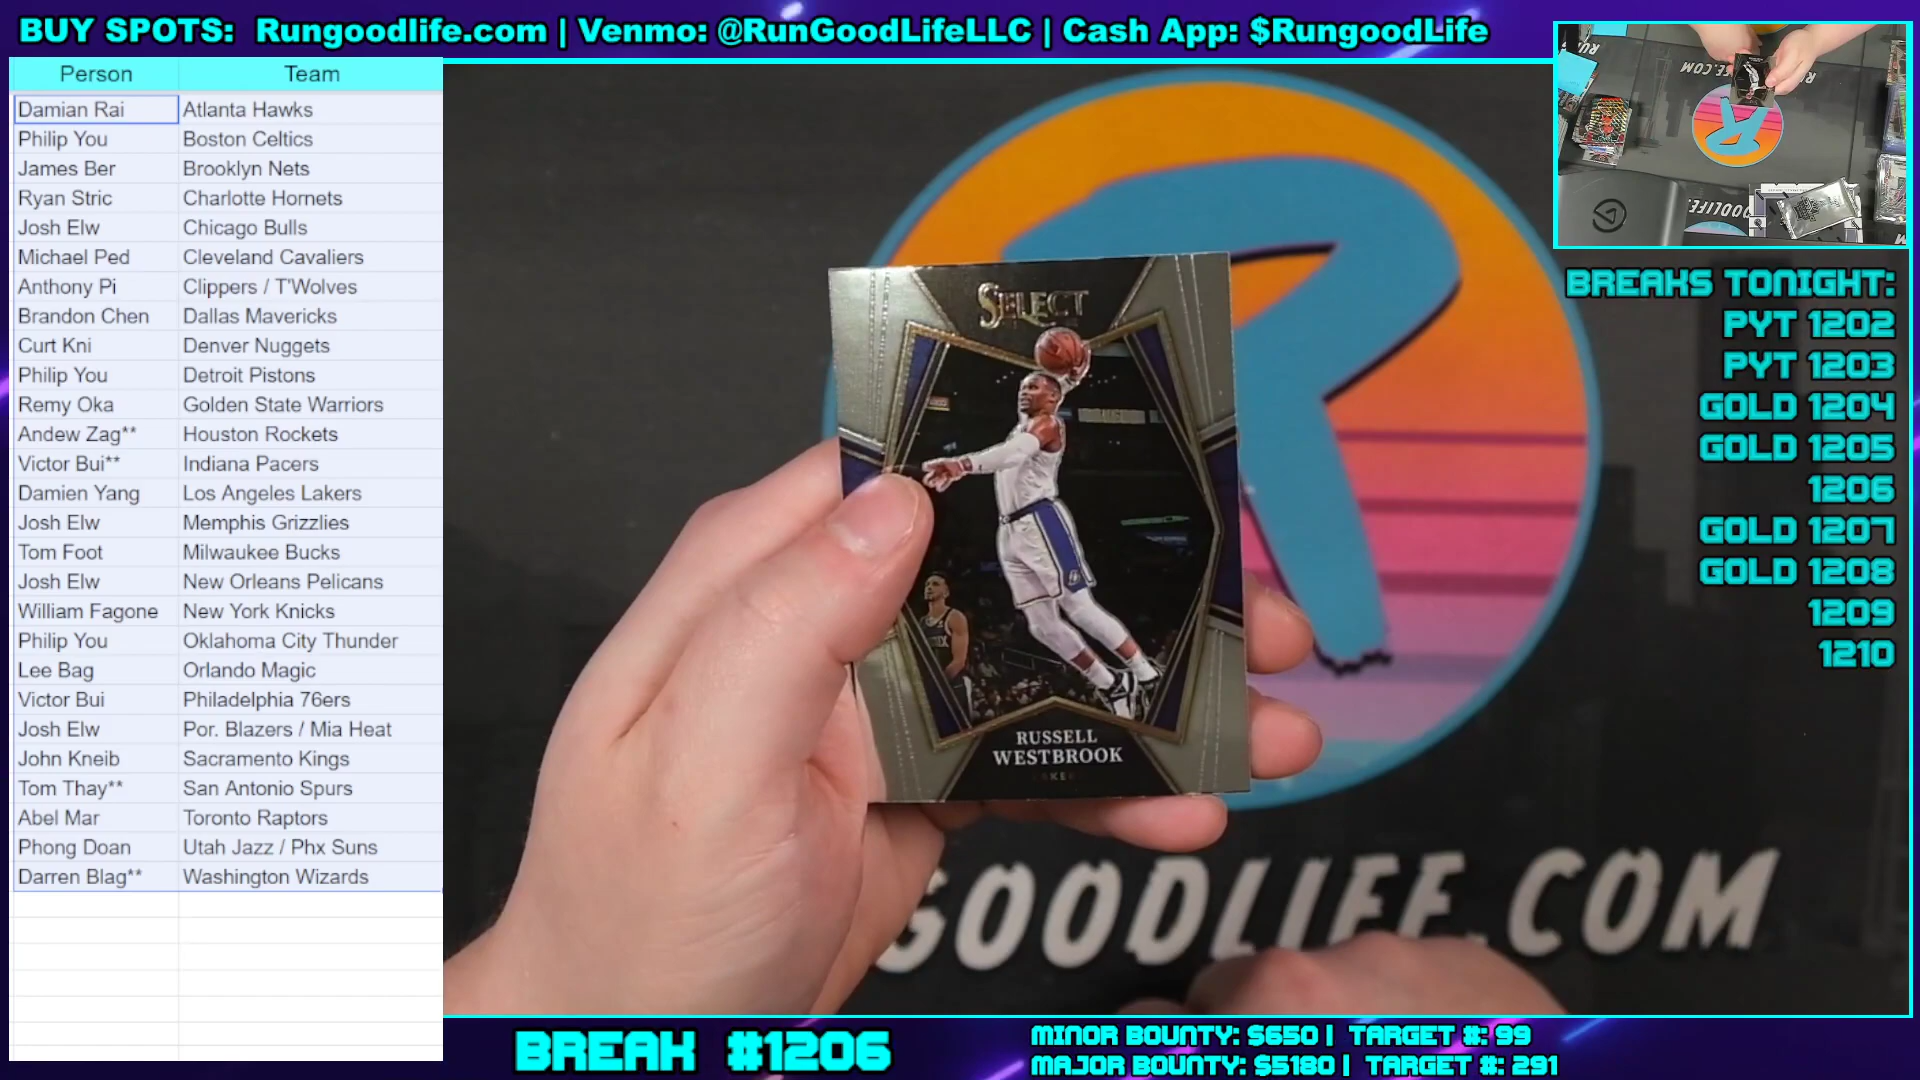 BUY SPOTS: Rungoodlife.com | Venmo: @RunGoodLifeLLC | Cash App: $RungoodLife
Person Team
Damian Rai Atlanta Hawks
Philip You Boston Celtics
James Ber Brooklyn Nets
Ryan Stric Charlotte Hornets
Josh Elw Chicago Bulls
Michael Ped Cleveland Cavaliers
Anthony Pi Clippers / T'Wolves
Brandon Chen Dallas Mavericks
Curt Kni Denver Nuggets
Philip You Detroit Pistons
Remy Oka Golden State Warriors
Andew Zag** Houston Rockets
Victor Bui** Indiana Pacers
Damien Yang Los Angeles Lakers
Josh Elw Memphis Grizzlies
Tom Foot Milwaukee Bucks
Josh Elw New Orleans Pelicans
William Fagone New York Knicks
Philip You Oklahoma City Thunder
Lee Bag Orlando Magic
Victor Bui Philadelphia 76ers
Josh Elw Por. Blazers / Mia Heat
John Kneib Sacramento Kings
Tom Thay** San Antonio Spurs
Abel Mar Toronto Raptors
Phong Doan Utah Jazz / Phx Suns
Darren Blag** Washington Wizards
SELECT
RUSSELL
WESTBROOK
GOODLIFE.COM
BREAKS TONIGHT:
PYT 1202
PYT 1203
GOLD 1204
GOLD 1205
1206
GOLD 1207
GOLD 1208
1209
1210
BREAK #1206
MINOR BOUNTY: $650 | TARGET #: 99
MAJOR BOUNTY: $5180 | TARGET #: 291